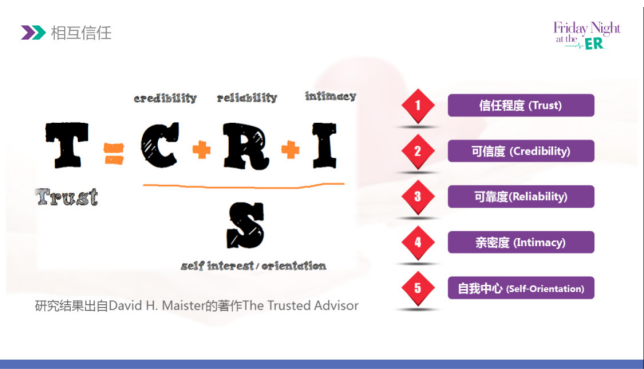 相互信任
Friday Night
at the ER
credibility reliability intimacy
T = C + R + I
Trust
S
self interest / orientation
研究结果出自David H. Maister的著作The Trusted Advisor
1 信任程度 (Trust)
2 可信度 (Credibility)
3 可靠度(Reliability)
4 亲密度 (Intimacy)
5 自我中心 (Self-Orientation)